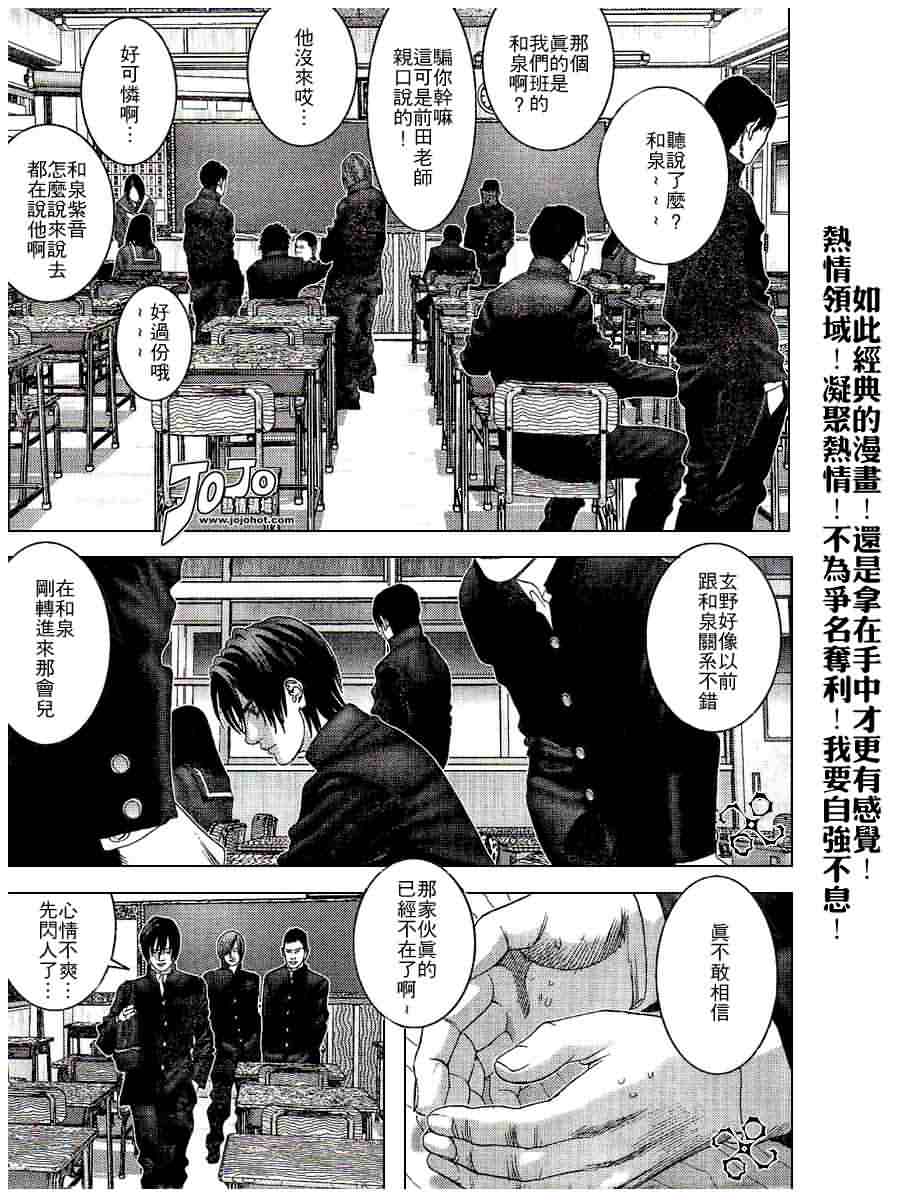 聽說了麼?
和泉~~~
那個
真的是
我們班的
和泉啊?
騙你幹嘛
這可是前田老師
親口說的!
他沒來哎…
好可憐啊…
和泉紫音
怎麼說來說去
都在說他啊
好過份哦
~~~
JOJO
熱情領域
www.jojohot.com
玄野好像以前
跟和泉關系不錯
在和泉
剛轉進來那會兒
真不敢相信
那家伙真的
已經不在了啊~
心情不爽…
先閃人了…
如此經典的漫畫!還是拿在手中才更有感覺!
熱情領域!凝聚熱情!不為爭名奪利!我要自強不息!